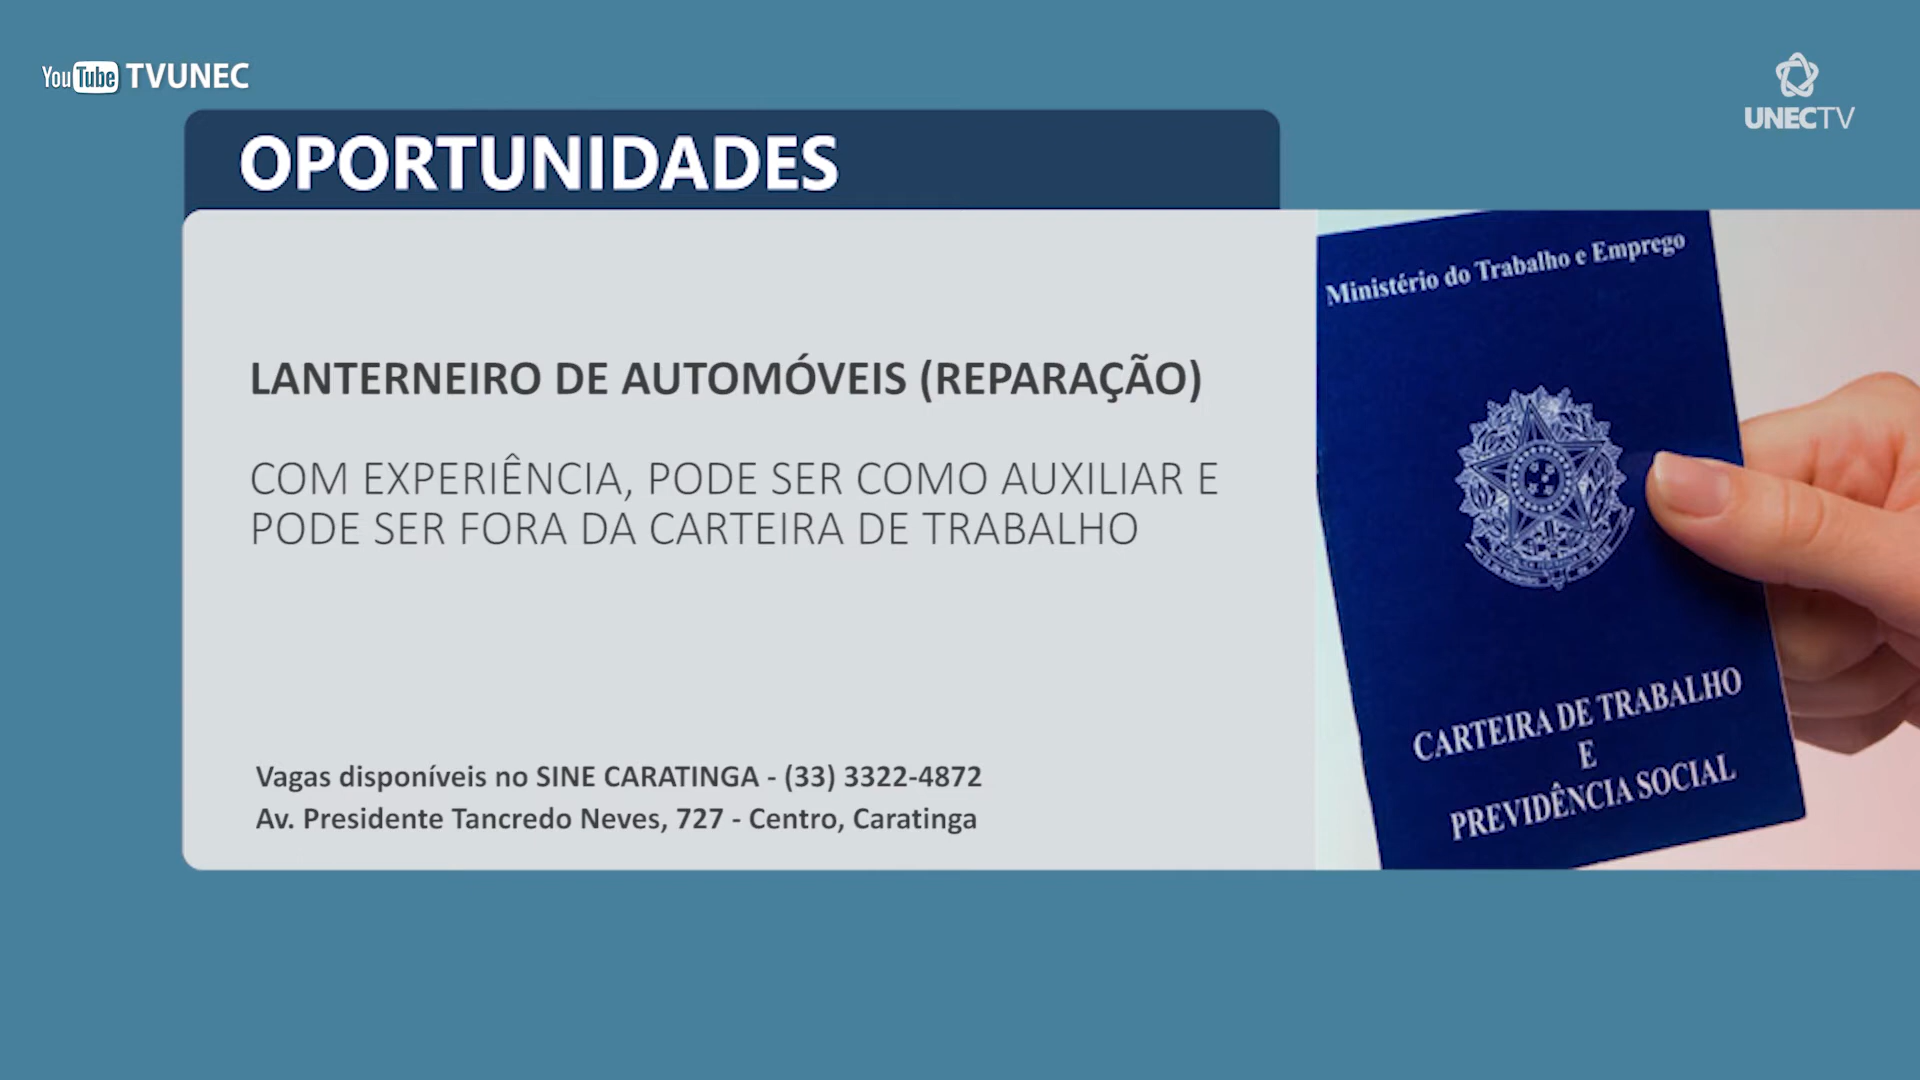 YouTube TVUNEC
UNECTV
OPORTUNIDADES
LANTERNEIRO DE AUTOMÓVEIS (REPARAÇÃO)
COM EXPERIÊNCIA, PODE SER COMO AUXILIAR E
PODE SER FORA DA CARTEIRA DE TRABALHO
Vagas disponíveis no SINE CARATINGA - (33) 3322-4872
Av. Presidente Tancredo Neves, 727 - Centro, Caratinga
Ministério do Trabalho e Emprego
CARTEIRA DE TRABALHO
E
PREVIDÊNCIA SOCIAL